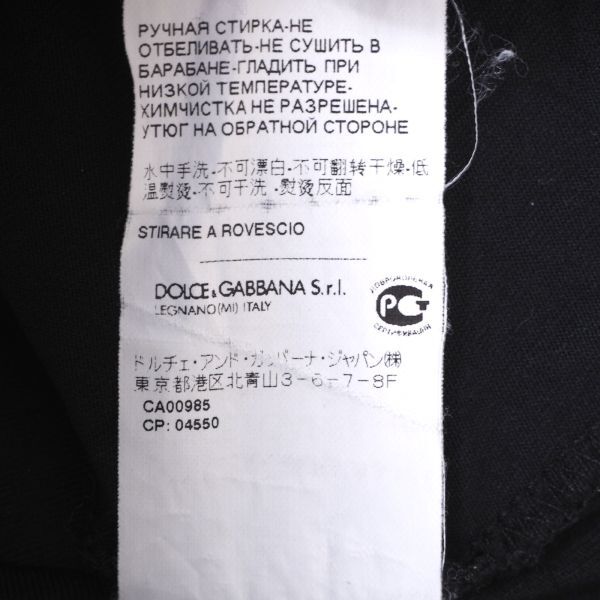 РУЧНАЯ СТИРКА-НЕ
ОТБЕЛИВАТЬ-НЕ СУШИТЬ В
БАРАБАНЕ-ГЛАДИТЬ ПРИ
НИЗКОЙ ТЕМПЕРАТУРЕ-
ХИМЧИСТКА НЕ РАЗРЕШЕНА-
УТЮГ НА ОБРАТНОЙ СТОРОНЕ
水中手洗-不可漂白-不可翻转干燥-低
温熨烫-不可干洗-熨烫反面
STIRARE A ROVESCIO
DOLCE&GABBANA S.r.l.
LEGNANO(MI) ITALY
ДОБРОВОЛЬНАЯ
РСТ
СЕРТИФИКАЦИЯ
ドルチェ・アンド・ガッバーナ・ジャパン(株)
東京都港区北青山3-6-7-8F
CA00985
CP: 04550